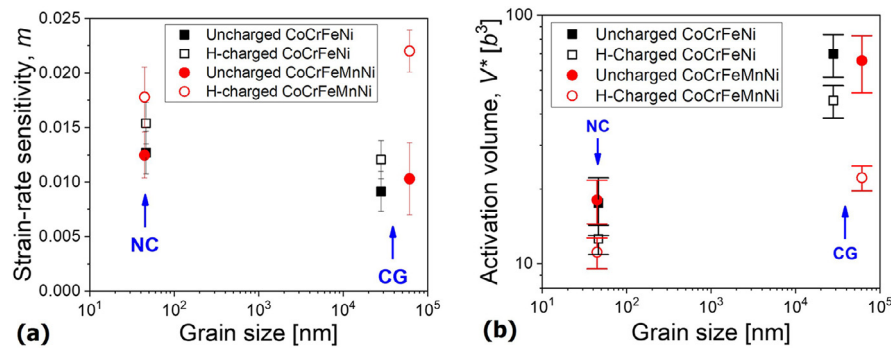 Strain-rate sensitivity, m
0.025
0.020
0.015
0.010
0.005
0.000
Uncharged CoCrFeNi
H-charged CoCrFeNi
Uncharged CoCrFeMnNi
H-charged CoCrFeMnNi
NC
CG
10¹ 10² 10³ 10⁴ 10⁵
Grain size [nm]
(a)
Activation volume, V* [b³]
100
10
Uncharged CoCrFeNi
H-Charged CoCrFeNi
Uncharged CoCrFeMnNi
H-Charged CoCrFeMnNi
NC
CG
10¹ 10² 10³ 10⁴ 10⁵
Grain size [nm]
(b)